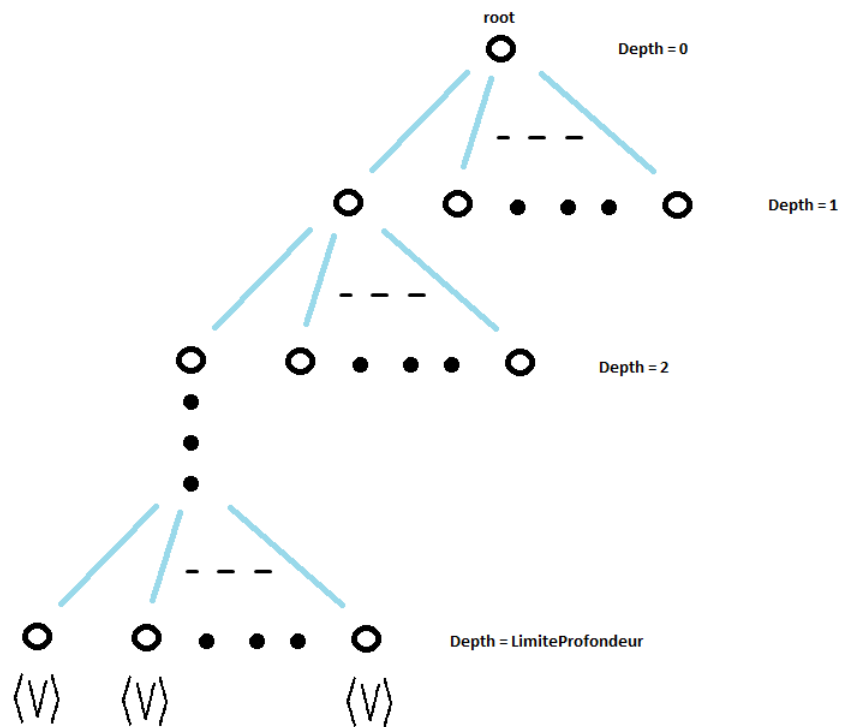 root
Depth = 0
Depth = 1
Depth = 2
Depth = LimiteProfondeur
⟨V⟩ ⟨V⟩ ⟨V⟩